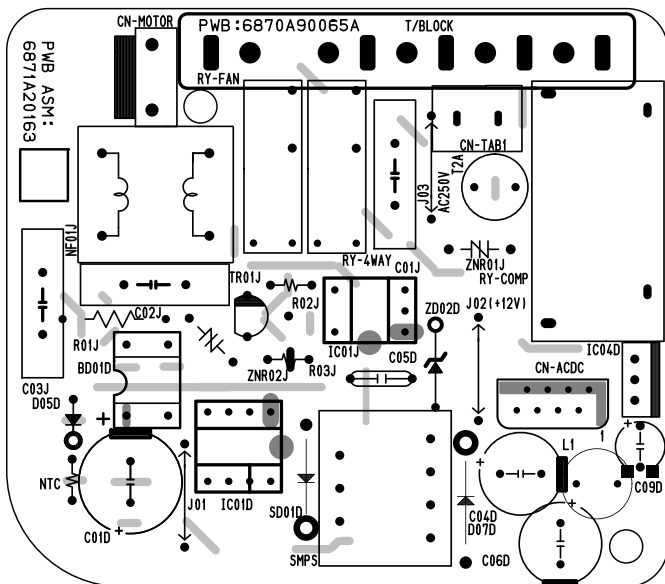 CN-MOTOR
PWB:6870A90065A
T/BLOCK
RY-FAN
PWB ASM:
6871A20163
CN-TAB1
T2A
AC250V
J03
NF01J
RY-4WAY
C01J
ZNR01J
RY-COMP
TR01J
C02J
R02J
ZD02D
J02(+12V)
R01J
IC01J
C05D
IC04D
BD01D
ZNR02J
R03J
CN-ACDC
C03J
D05D
+
1
L1
+
+
NTC
J01
IC01D
C09D
SD01D
C04D
D07D
C01D
+
+
SMPS
C06D